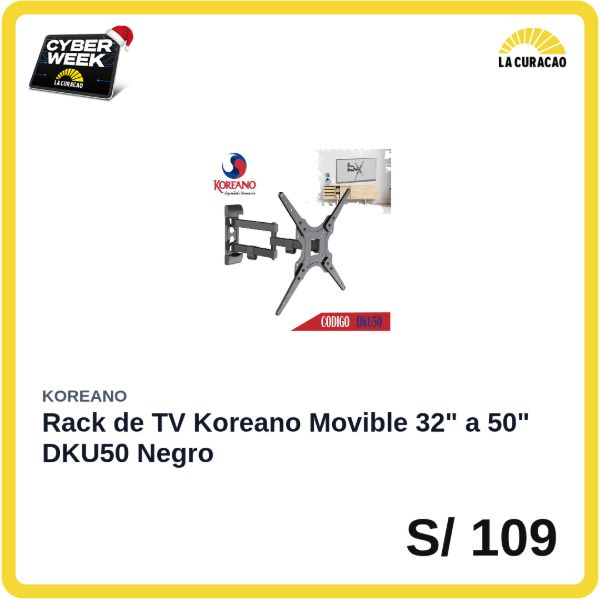 CYBER
WEEK
LA CURACAO
LA CURACAO
KOREANO
CODIGO DKU50
KOREANO
Rack de TV Koreano Movible 32" a 50"
DKU50 Negro
S/ 109